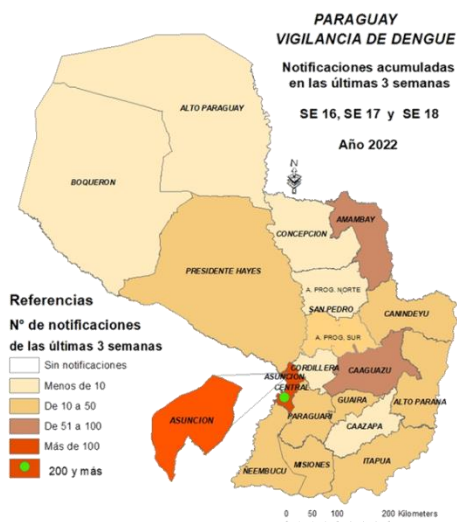 PARAGUAY
VIGILANCIA DE DENGUE
Notificaciones acumuladas
en las últimas 3 semanas
SE 16, SE 17 y SE 18
Año 2022
N
ALTO PARAGUAY
BOQUERON
AMAMBAY
CONCEPCION
PRESIDENTE HAYES
A. PROG. NORTE
SAN PEDRO
CANINDEYU
A. PROG. SUR
CORDILLERA
ASUNCION
CENTRAL
CAAGUAZU
GUAIRA
ALTO PARANA
PARAGUARI
CAAZAPA
ÑEEMBUCU
MISIONES
ITAPUA
ASUNCION
Referencias
N° de notificaciones
de las últimas 3 semanas
Sin notificaciones
Menos de 10
De 10 a 50
De 51 a 100
Más de 100
200 y más
0 50 100 200 Kilometers